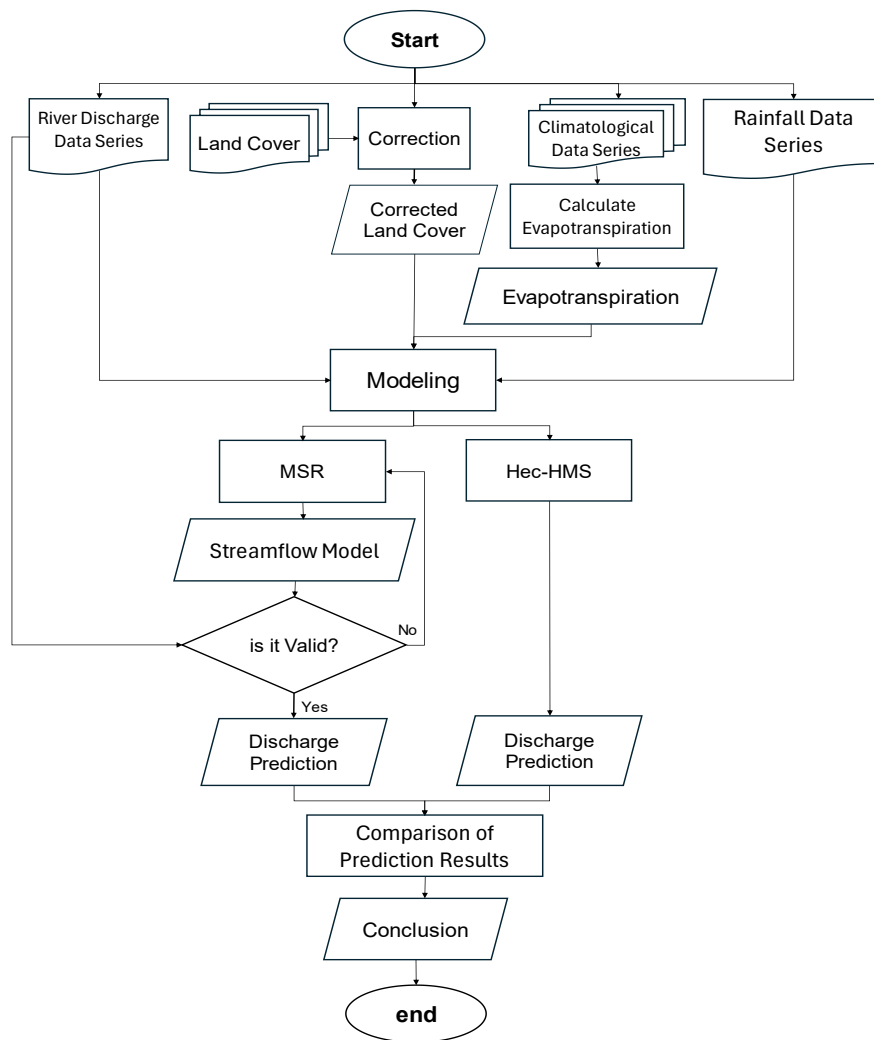 Start
River Discharge
Data Series
Land Cover
Correction
Climatological
Data Series
Rainfall Data
Series
Corrected
Land Cover
Calculate
Evapotranspiration
Evapotranspiration
Modeling
MSR
Hec-HMS
Streamflow Model
is it Valid?
No
Yes
Discharge
Prediction
Discharge
Prediction
Comparison of
Prediction Results
Conclusion
end